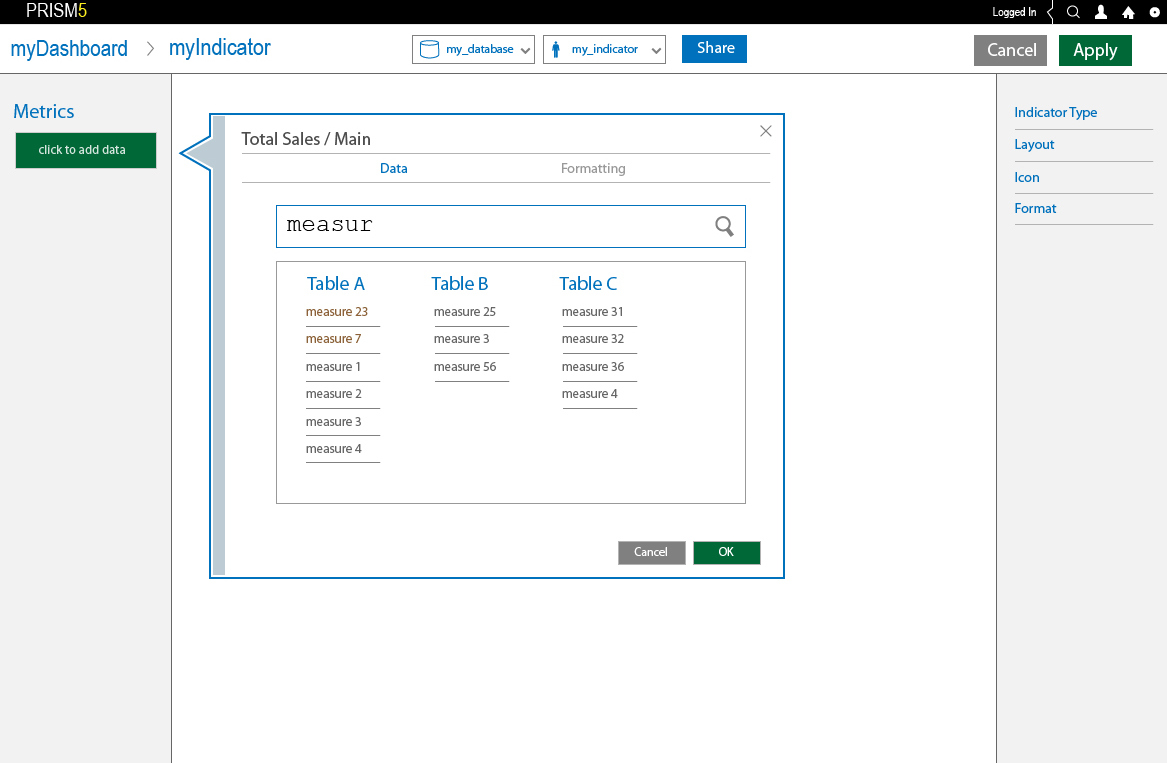 PRISM5
Logged In
myDashboard
myIndicator
my_database
my_indicator
Share
Cancel
Apply
Metrics
click to add data
Total Sales / Main
Data
Formatting
measur
Table A
measure 23
measure 7
measure 1
measure 2
measure 3
measure 4
Table B
measure 25
measure 3
measure 56
Table C
measure 31
measure 32
measure 36
measure 4
Cancel
OK
Indicator Type
Layout
Icon
Format